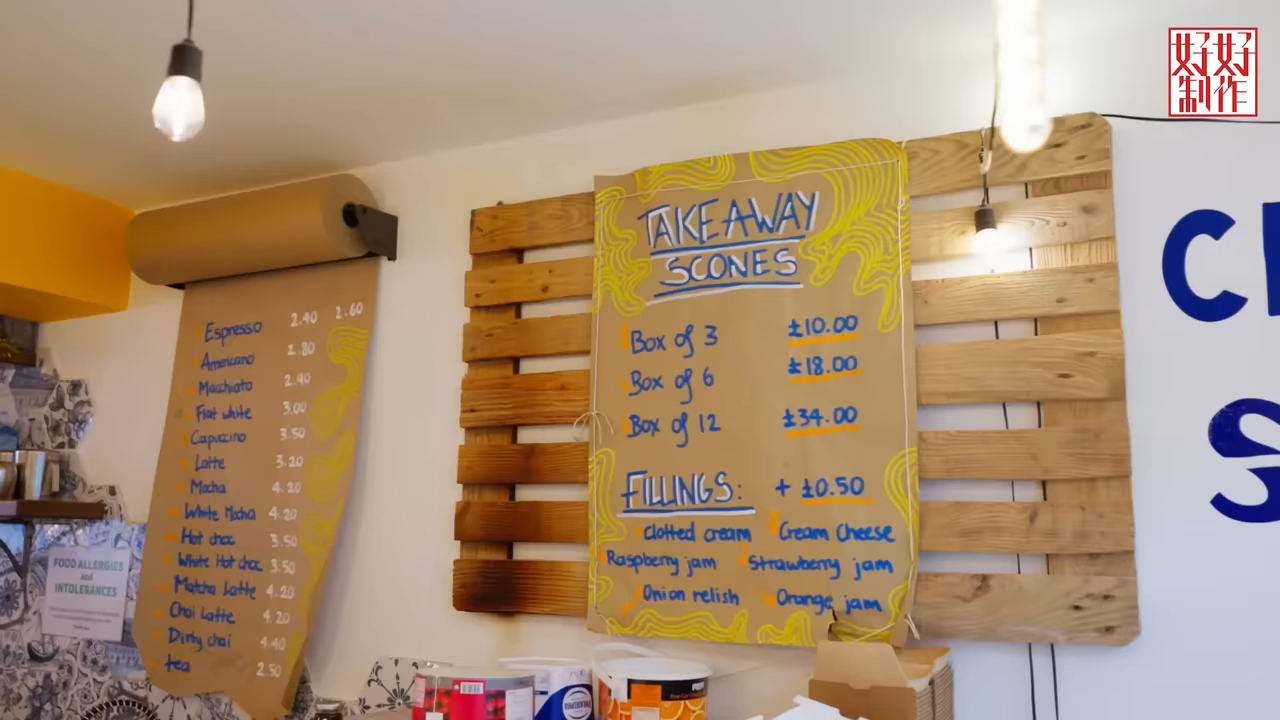 好好
制作
Espresso 2.40 2.60
Americano 2.80
Macchiato 2.90
Flat white 3.00
Capuccino 3.50
Latte 3.20
Mocha 4.20
White Mocha 4.20
Hot choc 3.50
White Hot choc 3.50
Matcha Latte 4.20
Chai Latte 4.20
Dirty chai 4.40
tea 2.50
FOOD ALLERGIES
and
INTOLERANCES
TAKEAWAY
SCONES
Box of 3 £10.00
Box of 6 £18.00
Box of 12 £34.00
FILLINGS: + £0.50
Clotted cream Cream Cheese
Raspberry jam Strawberry jam
Onion relish Orange jam
C
S